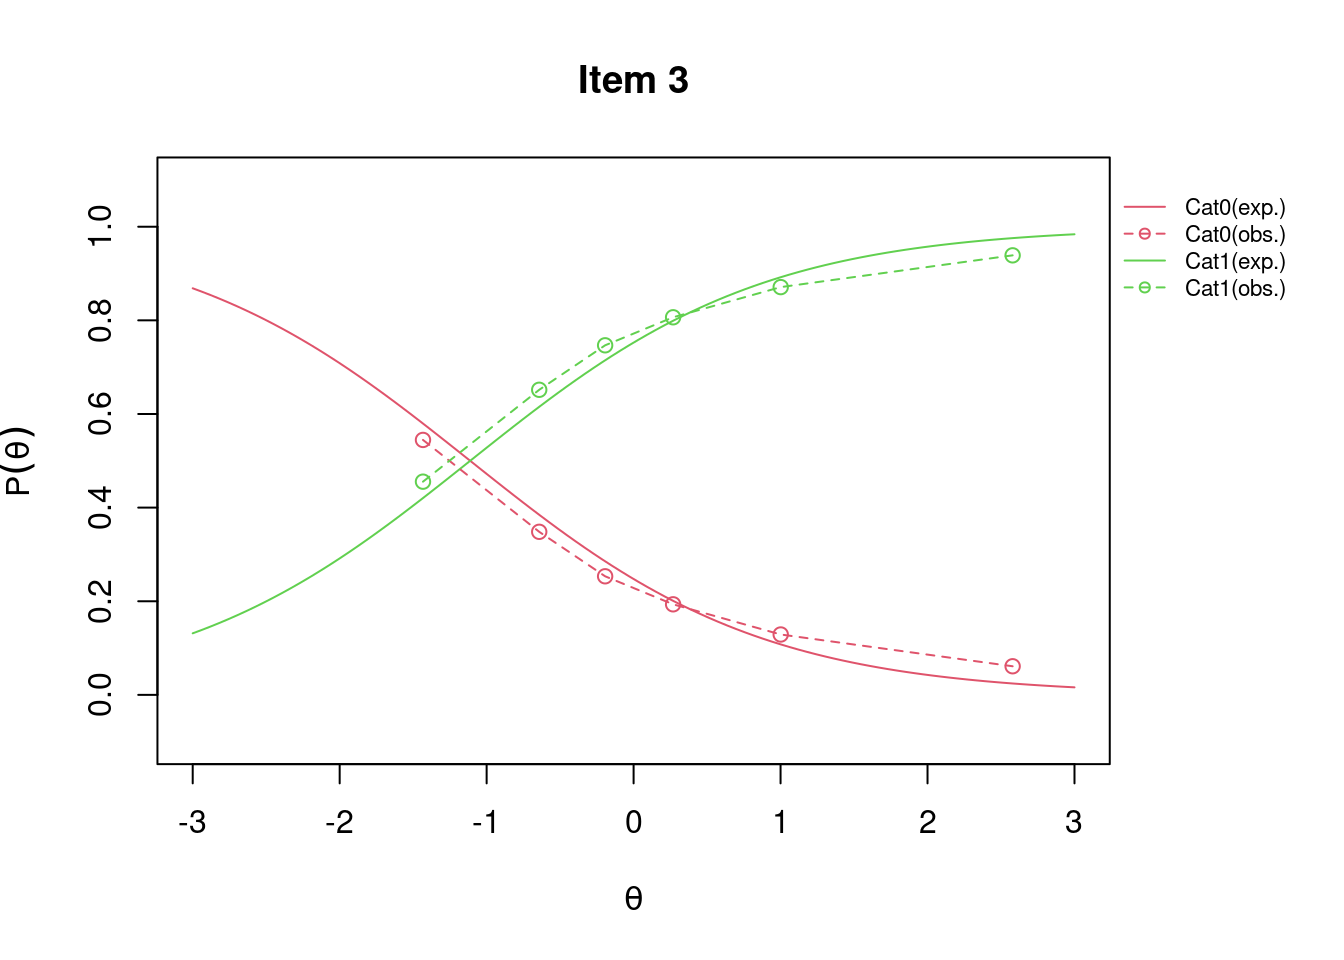 Item 3
P(θ)
1.0
0.8
0.6
0.4
0.2
0.0
-3 -2 -1 0 1 2 3
θ
Cat0(exp.)
Cat0(obs.)
Cat1(exp.)
Cat1(obs.)